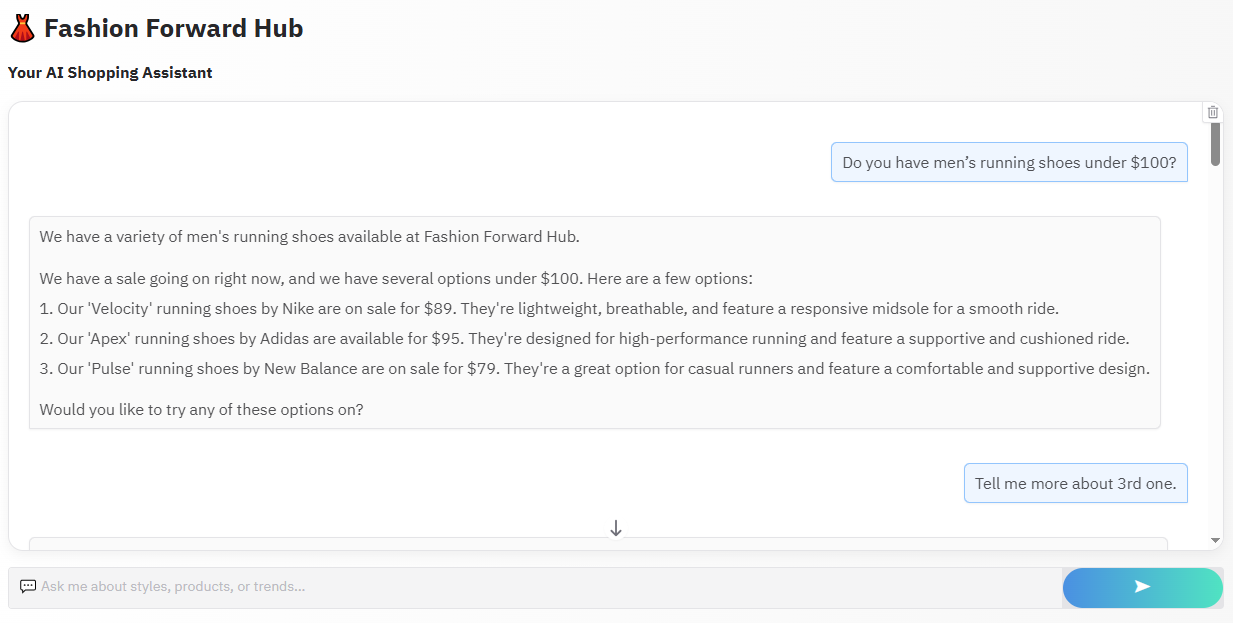 Fashion Forward Hub
Your AI Shopping Assistant
Do you have men’s running shoes under $100?
We have a variety of men's running shoes available at Fashion Forward Hub.
We have a sale going on right now, and we have several options under $100. Here are a few options:
1. Our 'Velocity' running shoes by Nike are on sale for $89. They're lightweight, breathable, and feature a responsive midsole for a smooth ride.
2. Our 'Apex' running shoes by Adidas are available for $95. They're designed for high-performance running and feature a supportive and cushioned ride.
3. Our 'Pulse' running shoes by New Balance are on sale for $79. They're a great option for casual runners and feature a comfortable and supportive design.
Would you like to try any of these options on?
Tell me more about 3rd one.
Ask me about styles, products, or trends...